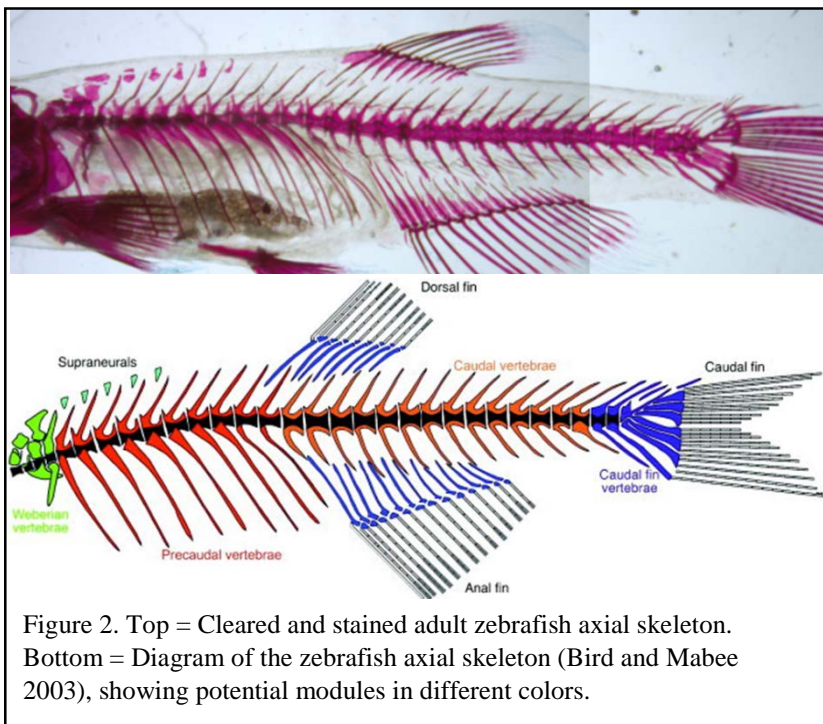 Dorsal fin
Supraneurals
Caudal vertebrae
Caudal fin
Weberian
vertebrae
Caudal fin
vertebrae
Precaudal vertebrae
Anal fin
Figure 2. Top = Cleared and stained adult zebrafish axial skeleton.
Bottom = Diagram of the zebrafish axial skeleton (Bird and Mabee
2003), showing potential modules in different colors.